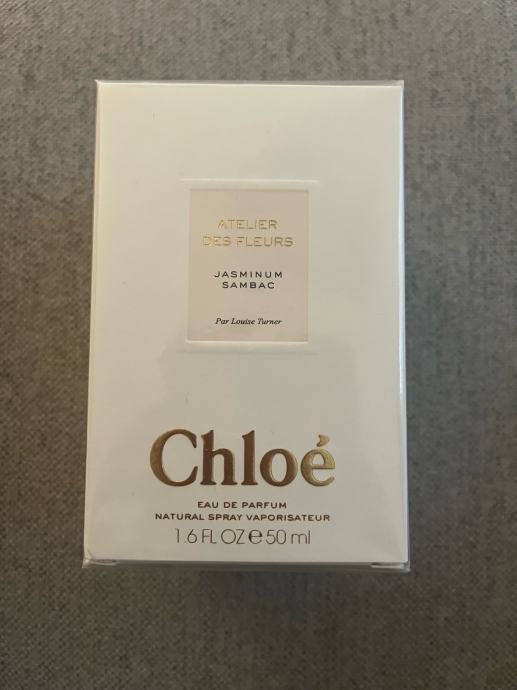 ATELIER
DES FLEURS
JASMINUM
SAMBAC
Par Louise Turner
Chloé
EAU DE PARFUM
NATURAL SPRAY VAPORISATEUR
1.6 FL OZ ℮ 50 ml